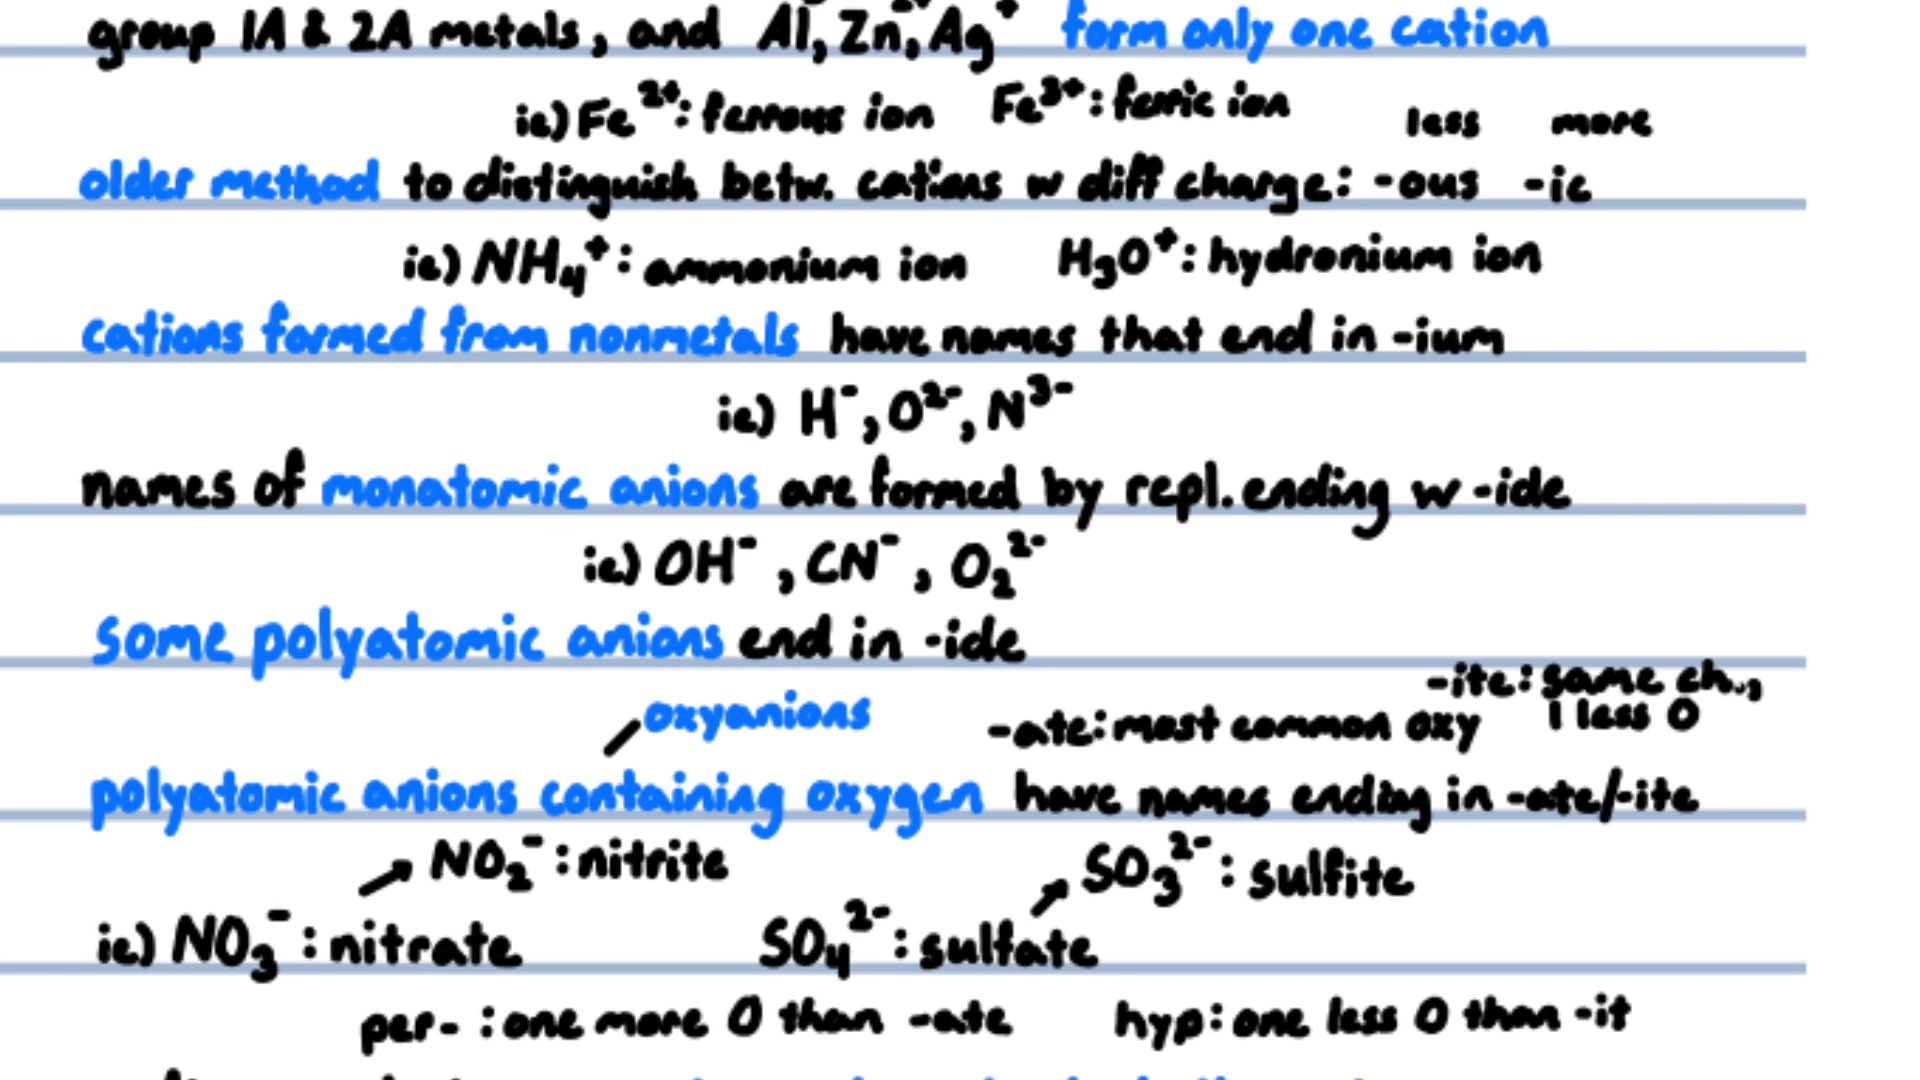 group 1A & 2A metals, and Al, Zn, Ag⁺ form only one cation
ie) Fe²⁺: ferrous ion Fe³⁺: ferric ion less more
older method to distinguish betw. cations w diff charge: -ous -ic
ie) NH₄⁺: ammonium ion H₃O⁺: hydronium ion
cations formed from nonmetals have names that end in -ium
ie) H⁻, O²⁻, N³⁻
names of monatomic anions are formed by repl. ending w -ide
ie) OH⁻, CN⁻, O₂²⁻
some polyatomic anions end in -ide
-ite: same ch.,
oxyanions -ate: most common oxy 1 less O
polyatomic anions containing oxygen have names ending in -ate/-ite
NO₂⁻: nitrite SO₃²⁻: sulfite
ie) NO₃⁻: nitrate SO₄²⁻: sulfate
per- : one more O than -ate hyp: one less O than -it